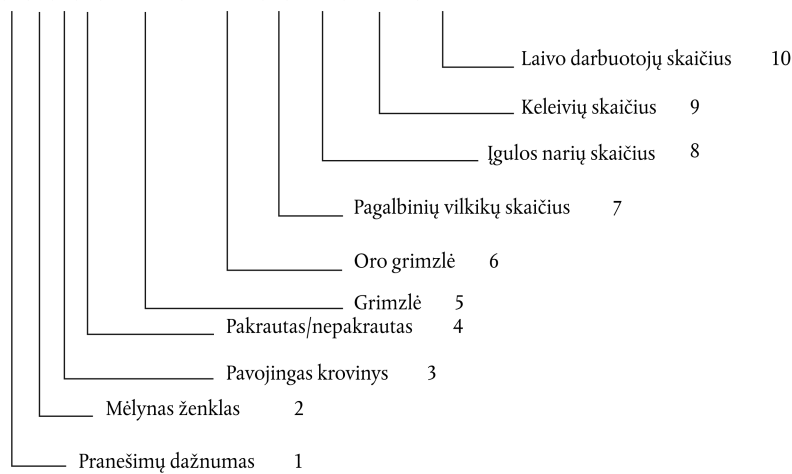 Laivo darbuotojų skaičius 10
Keleivių skaičius 9
Įgulos narių skaičius 8
Pagalbinių vilkikų skaičius 7
Oro grimzlė 6
Grimzlė 5
Pakrautas/nepakrautas 4
Pavojingas krovinys 3
Mėlynas ženklas 2
Pranešimų dažnumas 1